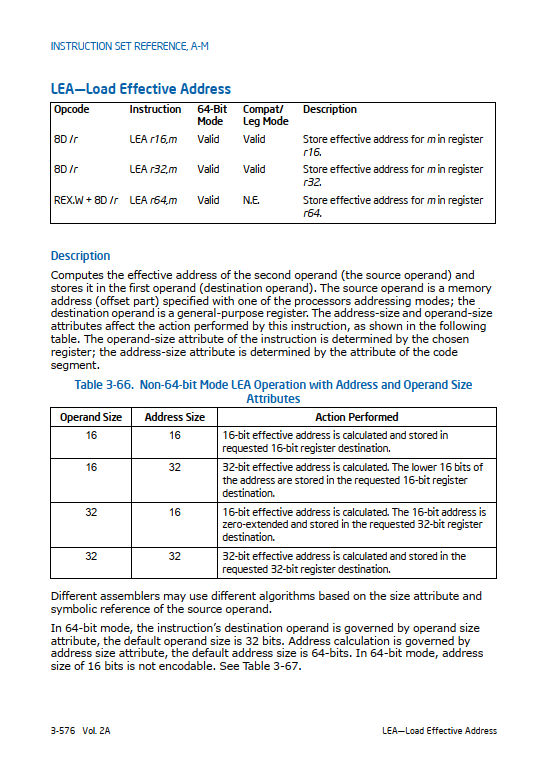 INSTRUCTION SET REFERENCE, A-M
LEA—Load Effective Address
Opcode Instruction 64-Bit Mode Compat/ Leg Mode Description
8D /r LEA r16,m Valid Valid Store effective address for m in register r16.
8D /r LEA r32,m Valid Valid Store effective address for m in register r32.
REX.W + 8D /r LEA r64,m Valid N.E. Store effective address for m in register r64.
Description
Computes the effective address of the second operand (the source operand) and
stores it in the first operand (destination operand). The source operand is a memory
address (offset part) specified with one of the processors addressing modes; the
destination operand is a general-purpose register. The address-size and operand-size
attributes affect the action performed by this instruction, as shown in the following
table. The operand-size attribute of the instruction is determined by the chosen
register; the address-size attribute is determined by the attribute of the code
segment.
Table 3-66. Non-64-bit Mode LEA Operation with Address and Operand Size
Attributes
Operand Size Address Size Action Performed
16 16 16-bit effective address is calculated and stored in
requested 16-bit register destination.
16 32 32-bit effective address is calculated. The lower 16 bits of
the address are stored in the requested 16-bit register
destination.
32 16 16-bit effective address is calculated. The 16-bit address is
zero-extended and stored in the requested 32-bit register
destination.
32 32 32-bit effective address is calculated and stored in the
requested 32-bit register destination.
Different assemblers may use different algorithms based on the size attribute and
symbolic reference of the source operand.
In 64-bit mode, the instruction's destination operand is governed by operand size
attribute, the default operand size is 32 bits. Address calculation is governed by
address size attribute, the default address size is 64-bits. In 64-bit mode, address
size of 16 bits is not encodable. See Table 3-67.
3-576 Vol. 2A LEA—Load Effective Address